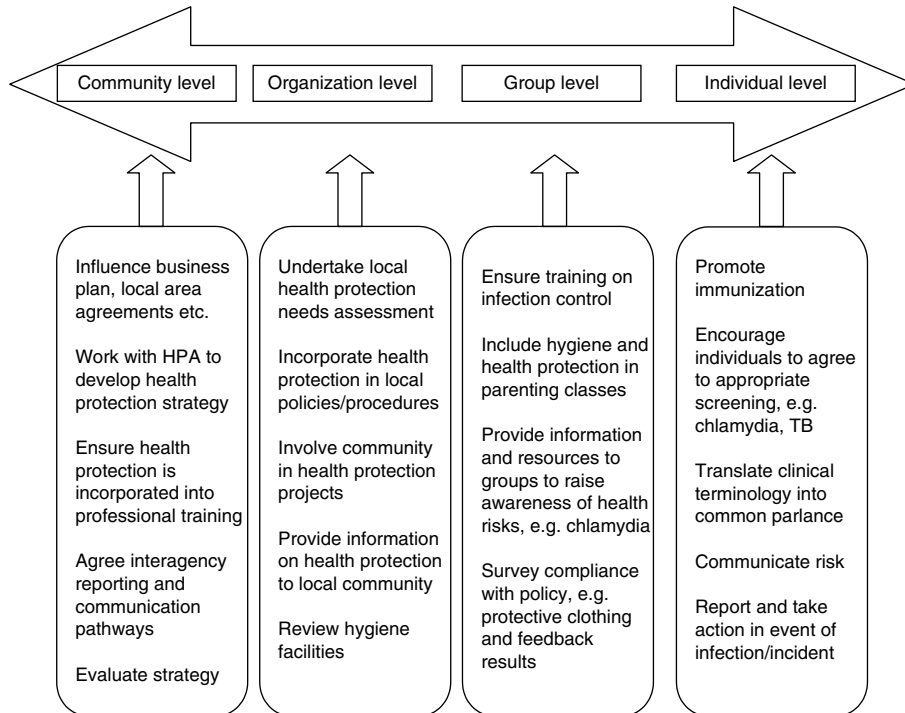 Community level
Organization level
Group level
Individual level
Influence business
plan, local area
agreements etc.
Work with HPA to
develop health
protection strategy
Ensure health
protection is
incorporated into
professional training
Agree interagency
reporting and
communication
pathways
Evaluate strategy
Undertake local
health protection
needs assessment
Incorporate health
protection in local
policies/procedures
Involve community
in health protection
projects
Provide information
on health protection
to local community
Review hygiene
facilities
Ensure training on
infection control
Include hygiene and
health protection in
parenting classes
Provide information
and resources to
groups to raise
awareness of health
risks, e.g. chlamydia
Survey compliance
with policy, e.g.
protective clothing
and feedback
results
Promote
immunization
Encourage
individuals to agree
to appropriate
screening, e.g.
chlamydia, TB
Translate clinical
terminology into
common parlance
Communicate risk
Report and take
action in event of
infection/incident